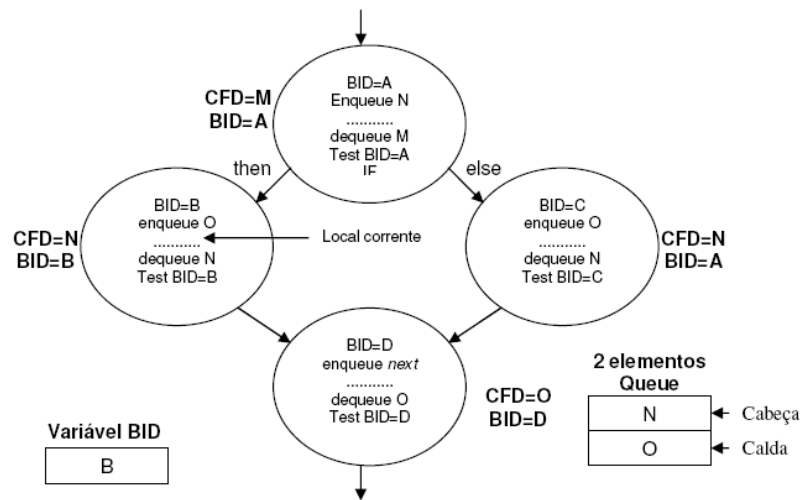 BID=A
Enqueue N
...........
dequeue M
Test BID=A
IF
CFD=M
BID=A
then
else
BID=B
enqueue O
...........
dequeue N
Test BID=B
CFD=N
BID=B
Local corrente
BID=C
enqueue O
...........
dequeue N
Test BID=C
CFD=N
BID=A
BID=D
enqueue next
...........
dequeue O
Test BID=D
CFD=O
BID=D
2 elementos
Queue
N
Cabeça
O
Calda
Variável BID
B